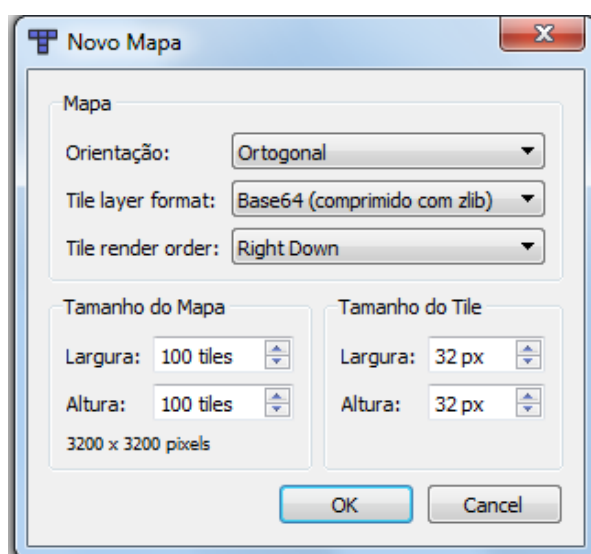 Novo Mapa
Mapa
Orientação: Ortogonal
Tile layer format: Base64 (comprimido com zlib)
Tile render order: Right Down
Tamanho do Mapa
Largura: 100 tiles
Altura: 100 tiles
3200 x 3200 pixels
Tamanho do Tile
Largura: 32 px
Altura: 32 px
OK Cancel